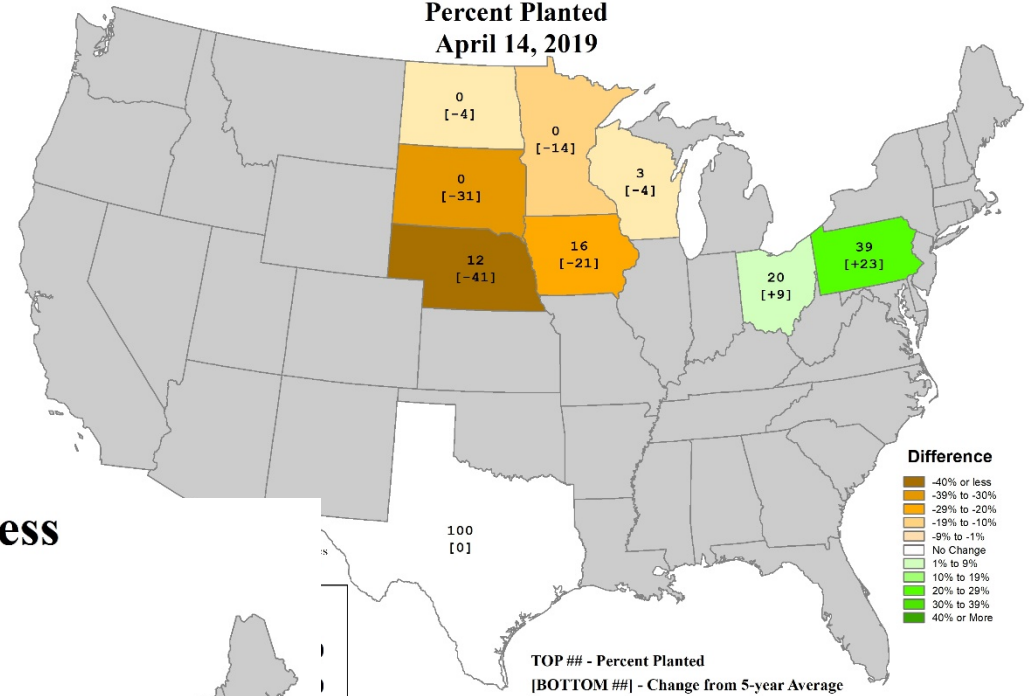 Percent Planted
April 14, 2019
0
[-4]
0
[-14]
3
[-4]
0
[-31]
12
[-41]
16
[-21]
20
[+9]
39
[+23]
100
[0]
ess
Difference
-40% or less
-39% to -30%
-29% to -20%
-19% to -10%
-9% to -1%
No Change
1% to 9%
10% to 19%
20% to 29%
30% to 39%
40% or More
TOP ## - Percent Planted
[BOTTOM ##] - Change from 5-year Average